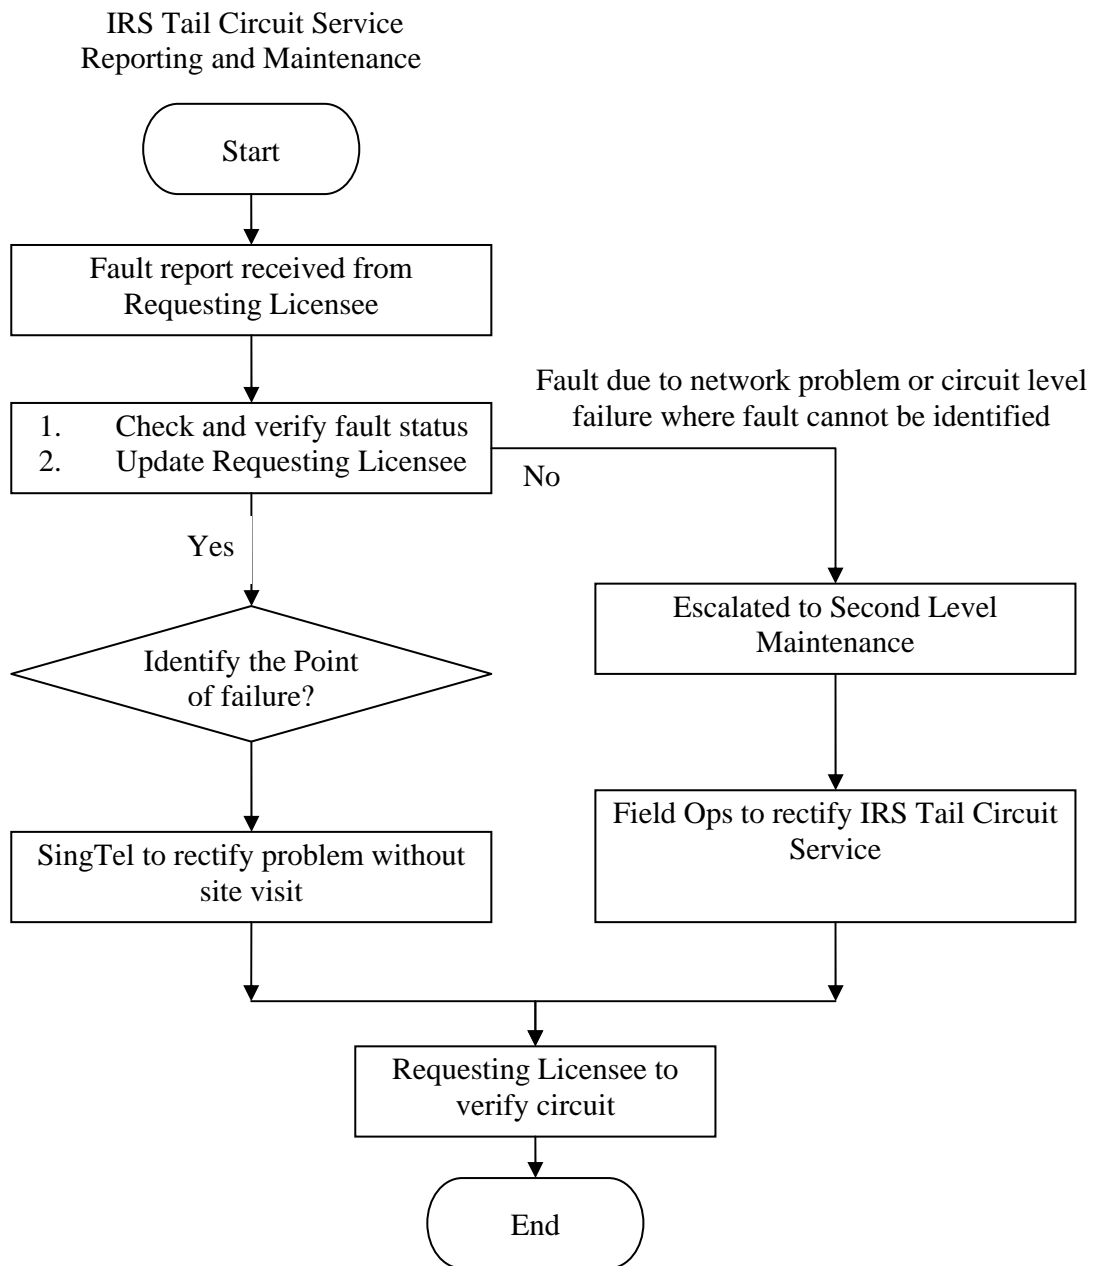 IRS Tail Circuit Service
Reporting and Maintenance
Start
Fault report received from
Requesting Licensee
Fault due to network problem or circuit level
failure where fault cannot be identified
1. Check and verify fault status
2. Update Requesting Licensee
No
Yes
Escalated to Second Level
Maintenance
Identify the Point
of failure?
Field Ops to rectify IRS Tail Circuit
Service
SingTel to rectify problem without
site visit
Requesting Licensee to
verify circuit
End